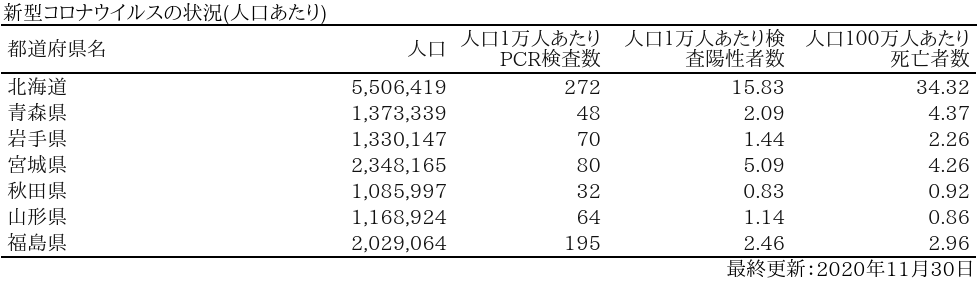 新型コロナウイルスの状況(人口あたり)
都道府県名 人口 人口1万人あたりPCR検査数 人口1万人あたり検査陽性者数 人口100万人あたり死亡者数
北海道 5,506,419 272 15.83 34.32
青森県 1,373,339 48 2.09 4.37
岩手県 1,330,147 70 1.44 2.26
宮城県 2,348,165 80 5.09 4.26
秋田県 1,085,997 32 0.83 0.92
山形県 1,168,924 64 1.14 0.86
福島県 2,029,064 195 2.46 2.96
最終更新：2020年11月30日